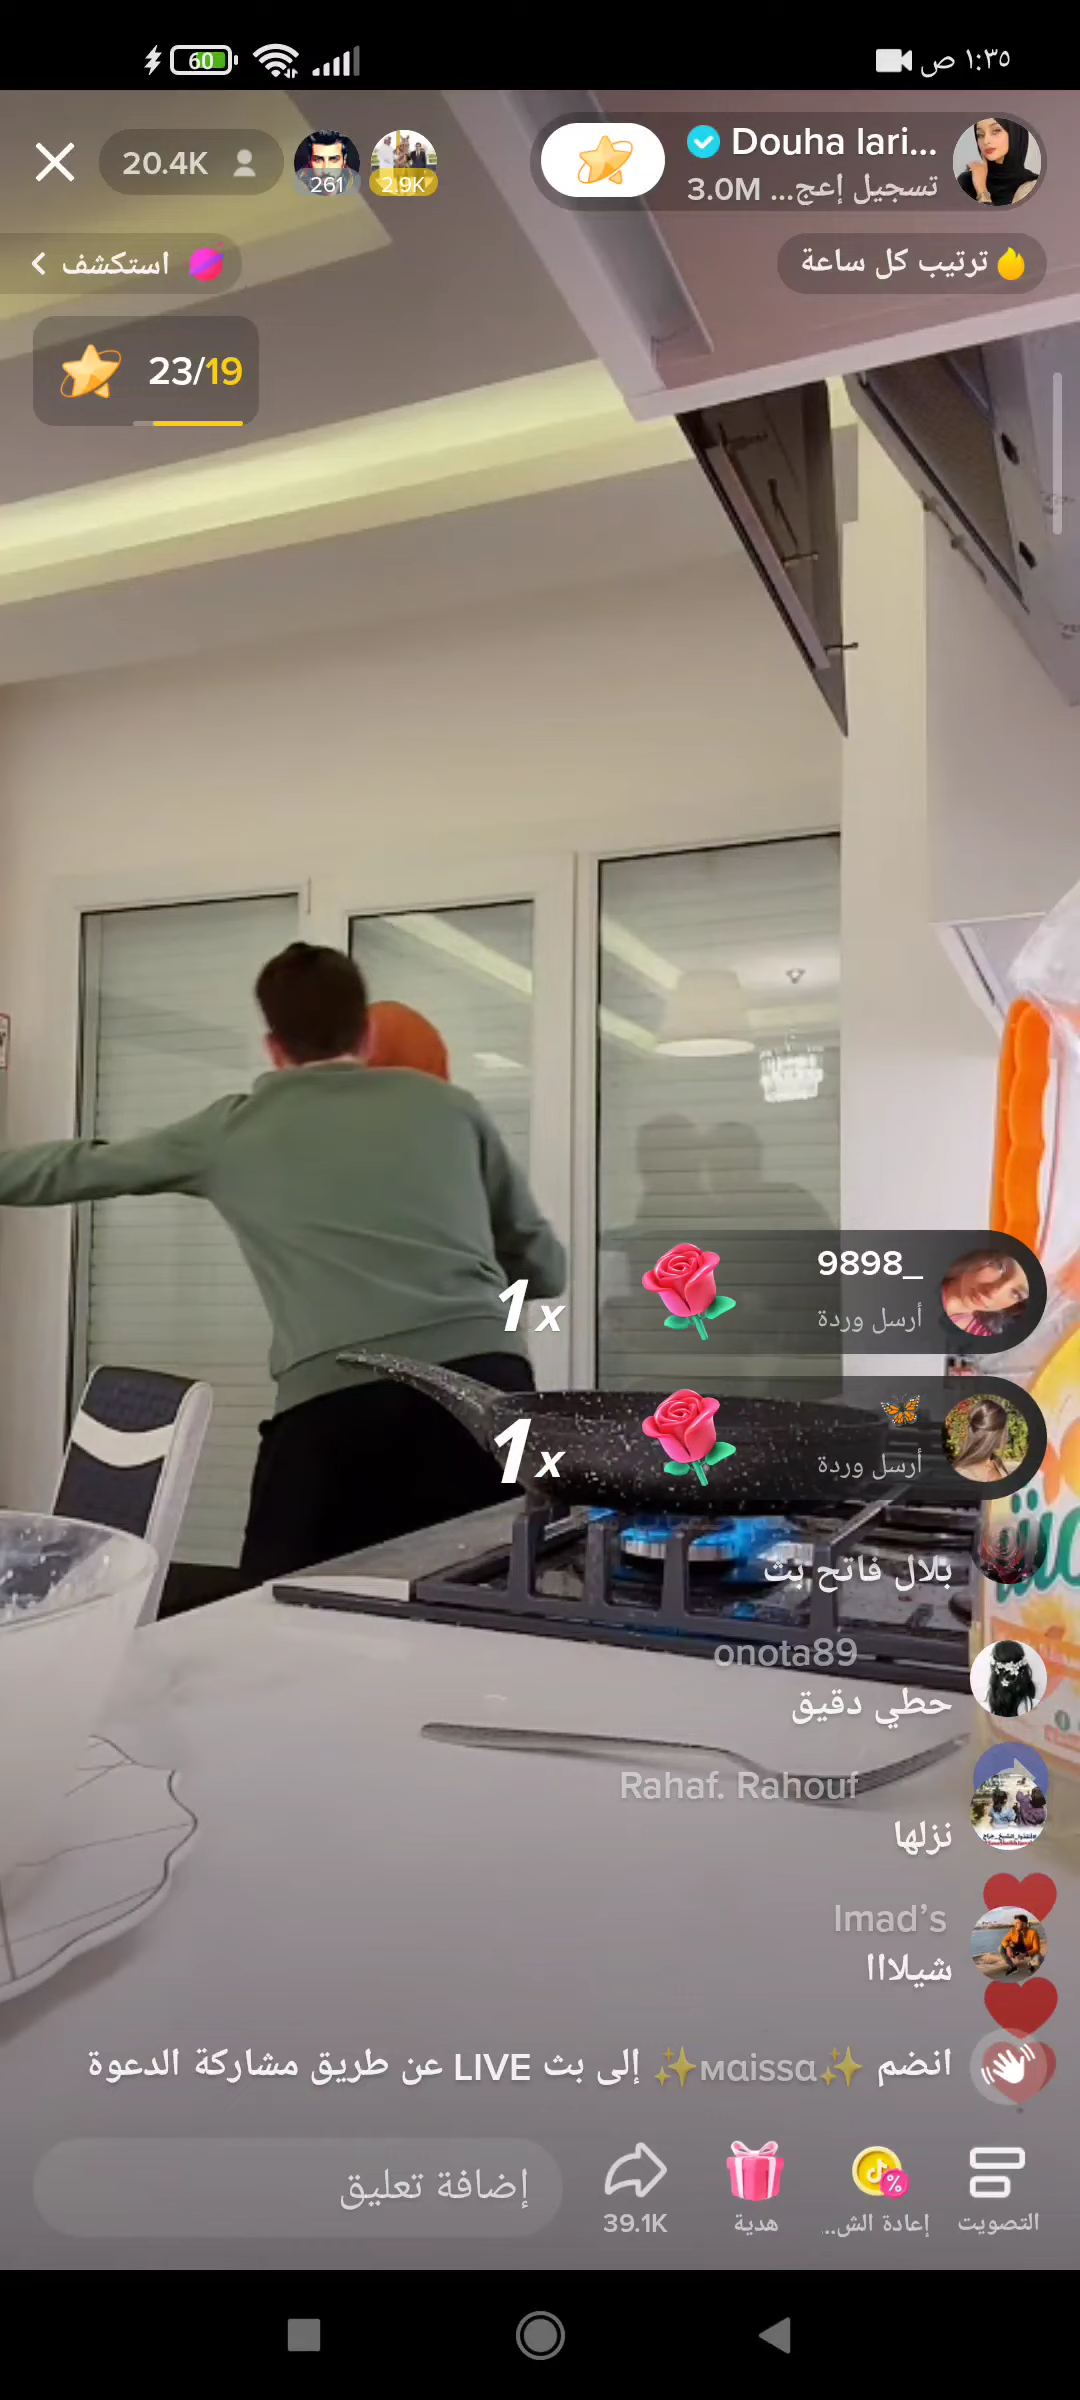 60
١:٣٥ ص
Douha lari...
3.0M تسجيل إعج...
20.4K
261
2.9K
ترتيب كل ساعة
استكشف
23/19
9898_
أرسل وردة
1x
أرسل وردة
1x
بلال فاتح بث
onota89
حطي دقيق
Rahaf. Rahouf
نزلها
Imad’s
شيلااا
انضم ✨мαissα✨ إلى بث LIVE عن طريق مشاركة الدعوة
إضافة تعليق
39.1K
هدية
إعادة الش...
التصويت